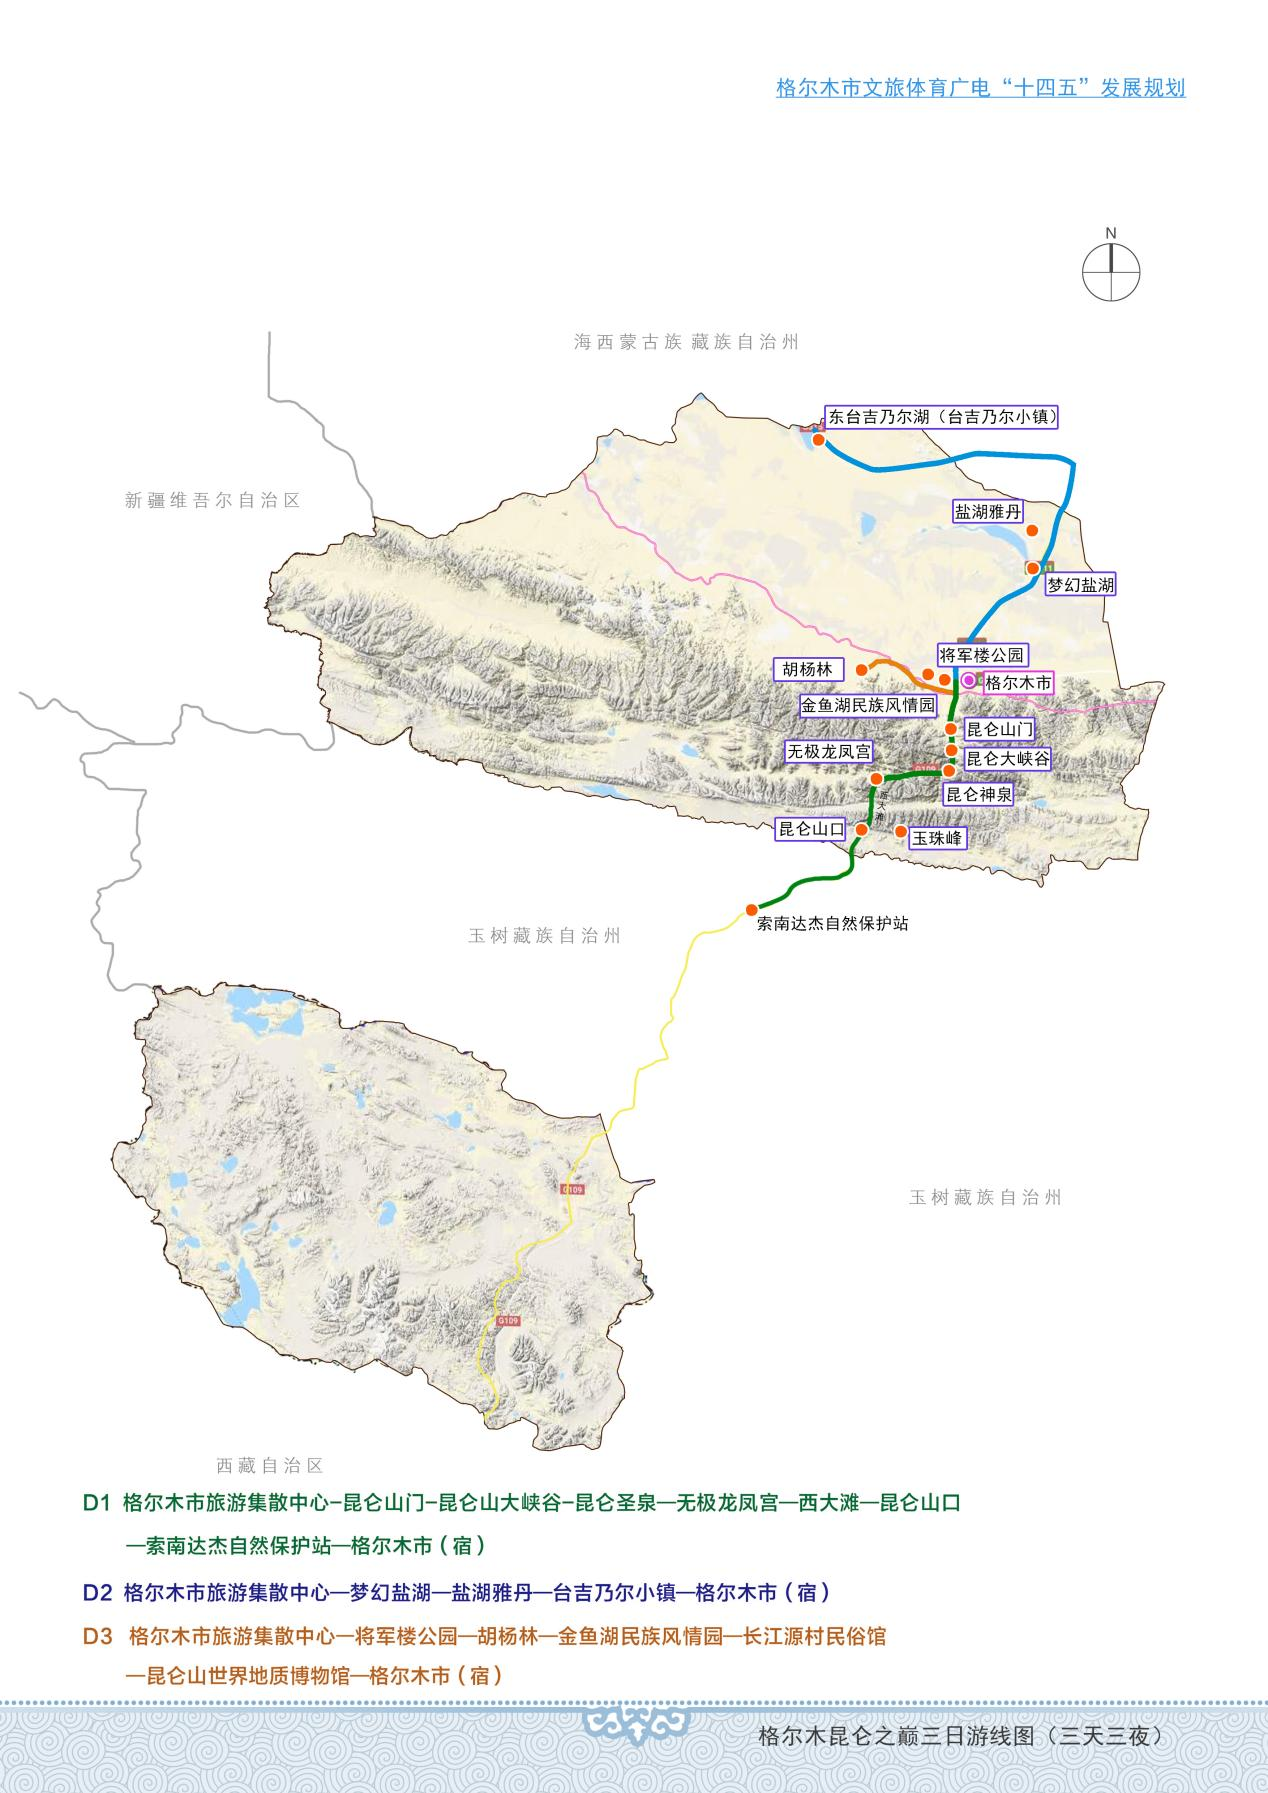 格尔木市文旅体育广电“十四五”发展规划
N
海西蒙古族 藏族自治州
东台吉乃尔湖（台吉乃尔小镇）
新疆维吾尔自治区
盐湖雅丹
梦幻盐湖
将军楼公园
胡杨林
格尔木市
金鱼湖民族风情园
昆仑山门
无极龙凤宫
昆仑大峡谷
G109
昆仑神泉
西大滩
昆仑山口
玉珠峰
索南达杰自然保护站
玉树藏族自治州
G109
玉树藏族自治州
G109
西藏自治区
D1 格尔木市旅游集散中心–昆仑山门–昆仑山大峡谷–昆仑圣泉—无极龙凤宫—西大滩—昆仑山口
—索南达杰自然保护站—格尔木市（宿）
D2 格尔木市旅游集散中心—梦幻盐湖—盐湖雅丹—台吉乃尔小镇—格尔木市（宿）
D3 格尔木市旅游集散中心—将军楼公园—胡杨林—金鱼湖民族风情园—长江源村民俗馆
—昆仑山世界地质博物馆—格尔木市（宿）
格尔木昆仑之巅三日游线图（三天三夜）